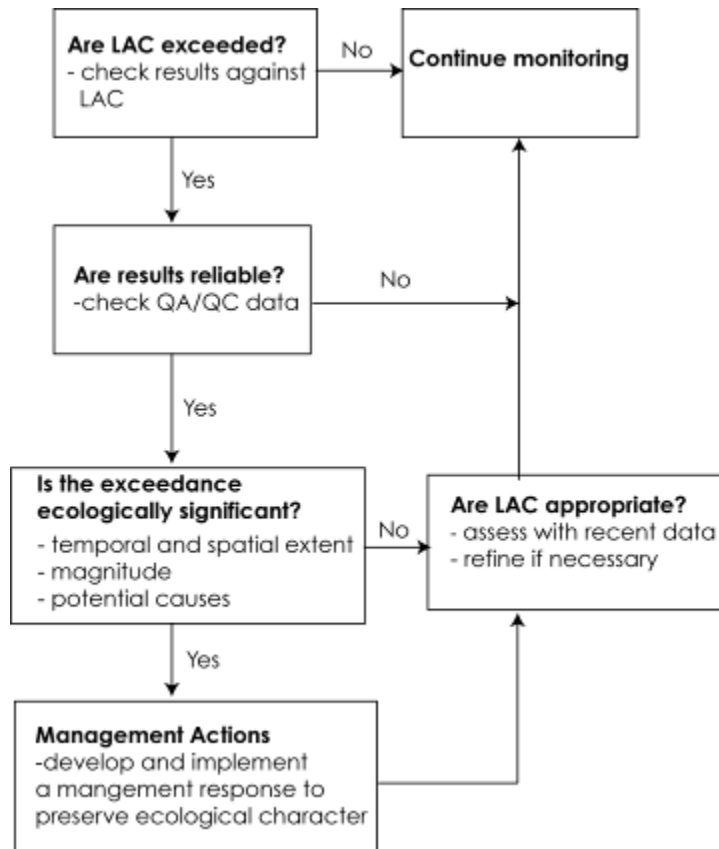 Are LAC exceeded?
- check results against
LAC
No
Continue monitoring
Yes
Are results reliable?
-check QA/QC data
No
Yes
Is the exceedance
ecologically significant?
- temporal and spatial extent
- magnitude
- potential causes
No
Are LAC appropriate?
- assess with recent data
- refine if necessary
Yes
Management Actions
-develop and implement
a mangement response to
preserve ecological character